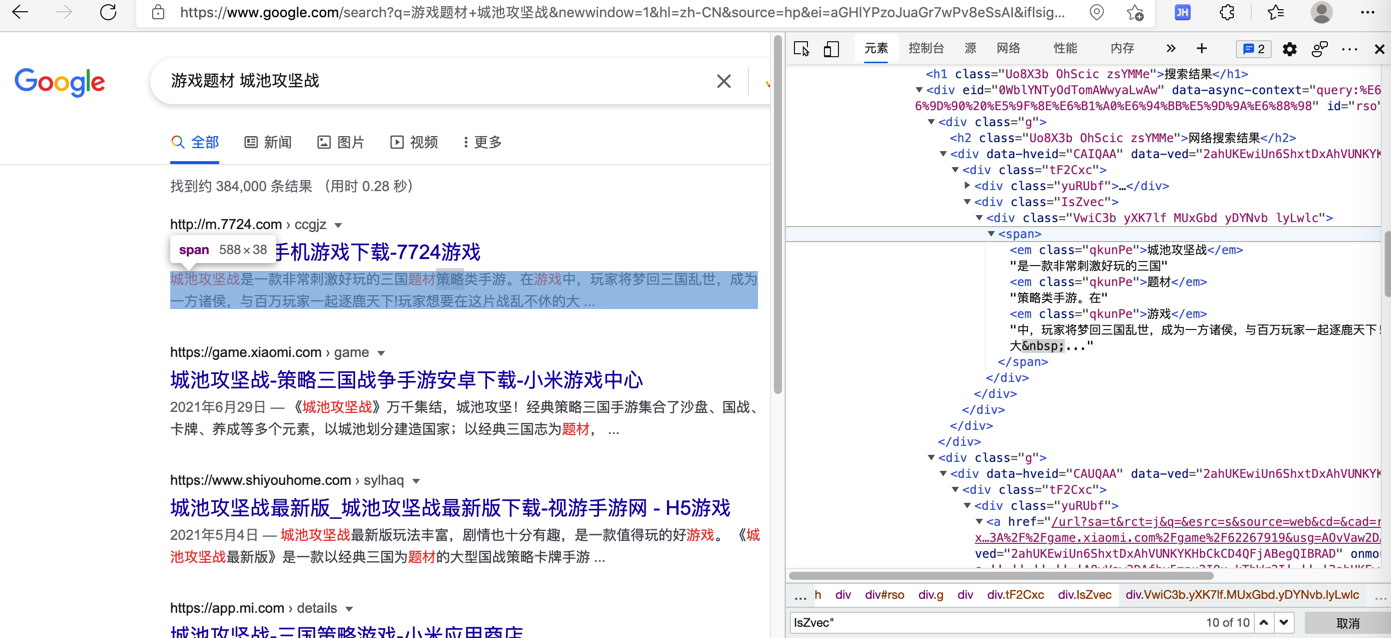 https://www.google.com/search?q=游戏题材+城池攻坚战&newwindow=1&hl=zh-CN&source=hp&ei=aGHlYPzoJuaGr7wPv8eSsAI&iflsig...
JH
Google
游戏题材 城池攻坚战
全部 新闻 图片 视频 更多
找到约 384,000 条结果 （用时 0.28 秒）
http://m.7724.com › ccgjz
span 588×38
手机游戏下载-7724游戏
城池攻坚战是一款非常刺激好玩的三国题材策略类手游。在游戏中，玩家将梦回三国乱世，成为
一方诸侯，与百万玩家一起逐鹿天下!玩家想要在这片战乱不休的大 ...
https://game.xiaomi.com › game
城池攻坚战-策略三国战争手游安卓下载-小米游戏中心
2021年6月29日 — 《城池攻坚战》万千集结，城池攻坚！经典策略三国手游集合了沙盘、国战、
卡牌、养成等多个元素，以城池划分建造国家；以经典三国志为题材， ...
https://www.shiyouhome.com › sylhaq
城池攻坚战最新版_城池攻坚战最新版下载-视游手游网 - H5游戏
2021年5月4日 — 城池攻坚战最新版玩法丰富，剧情也十分有趣，是一款值得玩的好游戏。 《城
池攻坚战最新版》是一款以经典三国为题材的大型国战策略卡牌手游 ...
https://app.mi.com › details
城池攻坚战-三国策略游戏-小米应用商店
元素 控制台 源 网络 性能 内存 » + 2
<h1 class="Uo8X3b OhScic zsYMMe">搜索结果</h1>
<div eid="0WblYNTyOdTomAWwyaLwAw" data-async-context="query:%E6
6%9D%90%20%E5%9F%8E%E6%B1%A0%E6%94%BB%E5%9D%9A%E6%88%98" id="rso"
<div class="g">
<h2 class="Uo8X3b OhScic zsYMMe">网络搜索结果</h2>
<div data-hveid="CAIQAA" data-ved="2ahUKEwiUn6ShxtDxAhVUNKYK
<div class="tF2Cxc">
<div class="yuRUbf">…</div>
<div class="IsZvec">
<div class="VwiC3b yXK7lf MUxGbd yDYNvb lyLwlc">
<span>
<em class="qkunPe">城池攻坚战</em>
"是一款非常刺激好玩的三国"
<em class="qkunPe">题材</em>
"策略类手游。在"
<em class="qkunPe">游戏</em>
"中，玩家将梦回三国乱世，成为一方诸侯，与百万玩家一起逐鹿天下!
大&nbsp;..."
</span>
</div>
</div>
</div>
</div>
</div>
<div class="g">
<div data-hveid="CAUQAA" data-ved="2ahUKEwiUn6ShxtDxAhVUNKYK
<div class="tF2Cxc">
<div class="yuRUbf">
<a href="/url?sa=t&rct=j&q=&esrc=s&source=web&cd=&cad=r
x…3A%2F%2Fgame.xiaomi.com%2Fgame%2F62267919&usg=AOvVaw2D
ved="2ahUKEwiUn6ShxtDxAhVUNKYKHbCkCD4QFjABegQIBRAD" onmou
... h div div#rso div.g div div.tF2Cxc div.IsZvec div.VwiC3b.yXK7lf.MUxGbd.yDYNvb.lyLwlc ...
IsZvec" 10 of 10 取消